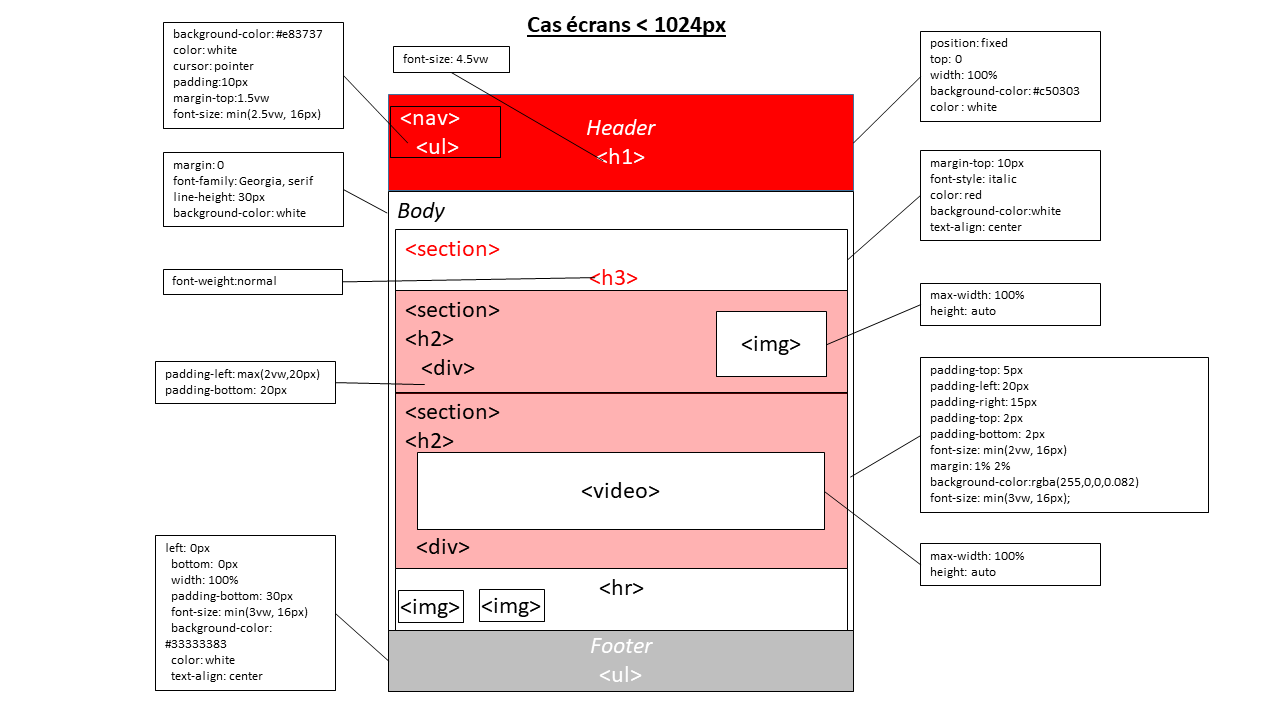 Cas écrans < 1024px
background-color: #e83737
color: white
cursor: pointer
padding:10px
margin-top:1.5vw
font-size: min(2.5vw, 16px)
font-size: 4.5vw
position: fixed
top: 0
width: 100%
background-color: #c50303
color : white
<nav>
<ul>
Header
<h1>
margin: 0
font-family: Georgia, serif
line-height: 30px
background-color: white
margin-top: 10px
font-style: italic
color: red
background-color:white
text-align: center
Body
<section>
<h3>
font-weight:normal
<section>
<h2>
<div>
<img>
max-width: 100%
height: auto
padding-left: max(2vw,20px)
padding-bottom: 20px
<section>
<h2>
<video>
<div>
padding-top: 5px
padding-left: 20px
padding-right: 15px
padding-top: 2px
padding-bottom: 2px
font-size: min(2vw, 16px)
margin: 1% 2%
background-color:rgba(255,0,0,0.082)
font-size: min(3vw, 16px);
max-width: 100%
height: auto
<hr>
<img>
<img>
left: 0px
bottom: 0px
width: 100%
padding-bottom: 30px
font-size: min(3vw, 16px)
background-color:
#33333383
color: white
text-align: center
Footer
<ul>